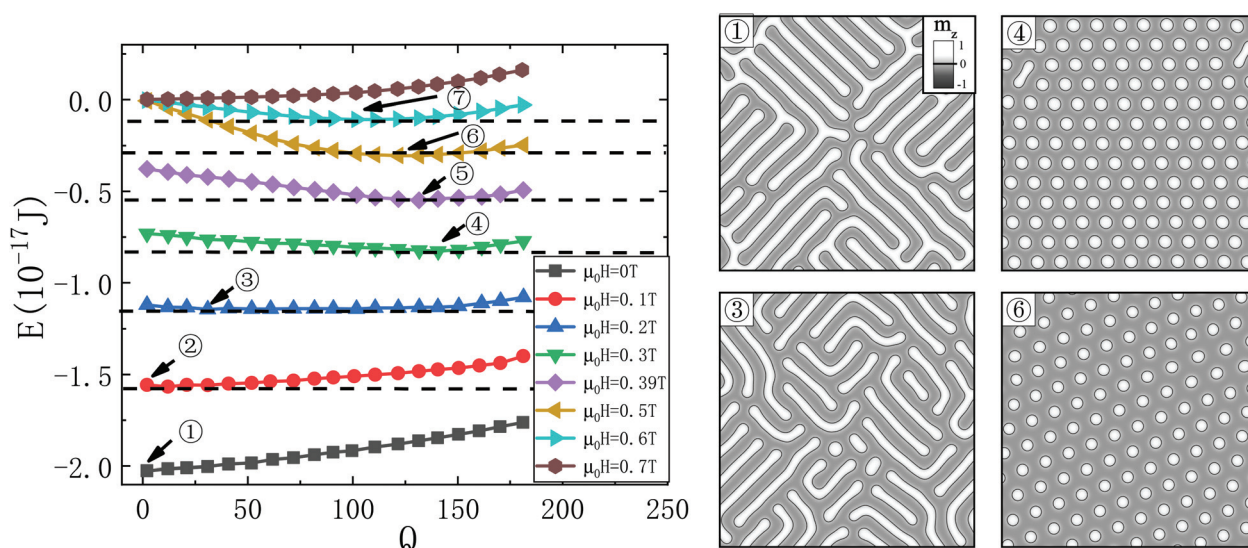 E(10⁻¹⁷J)
0.0
-0.5
-1.0
-1.5
-2.0
0
50
100
150
200
250
Q
⑦
⑥
⑤
④
③
②
①
μ₀H=0T
μ₀H=0.1T
μ₀H=0.2T
μ₀H=0.3T
μ₀H=0.39T
μ₀H=0.5T
μ₀H=0.6T
μ₀H=0.7T
①
m_z
1
0
-1
④
③
⑥